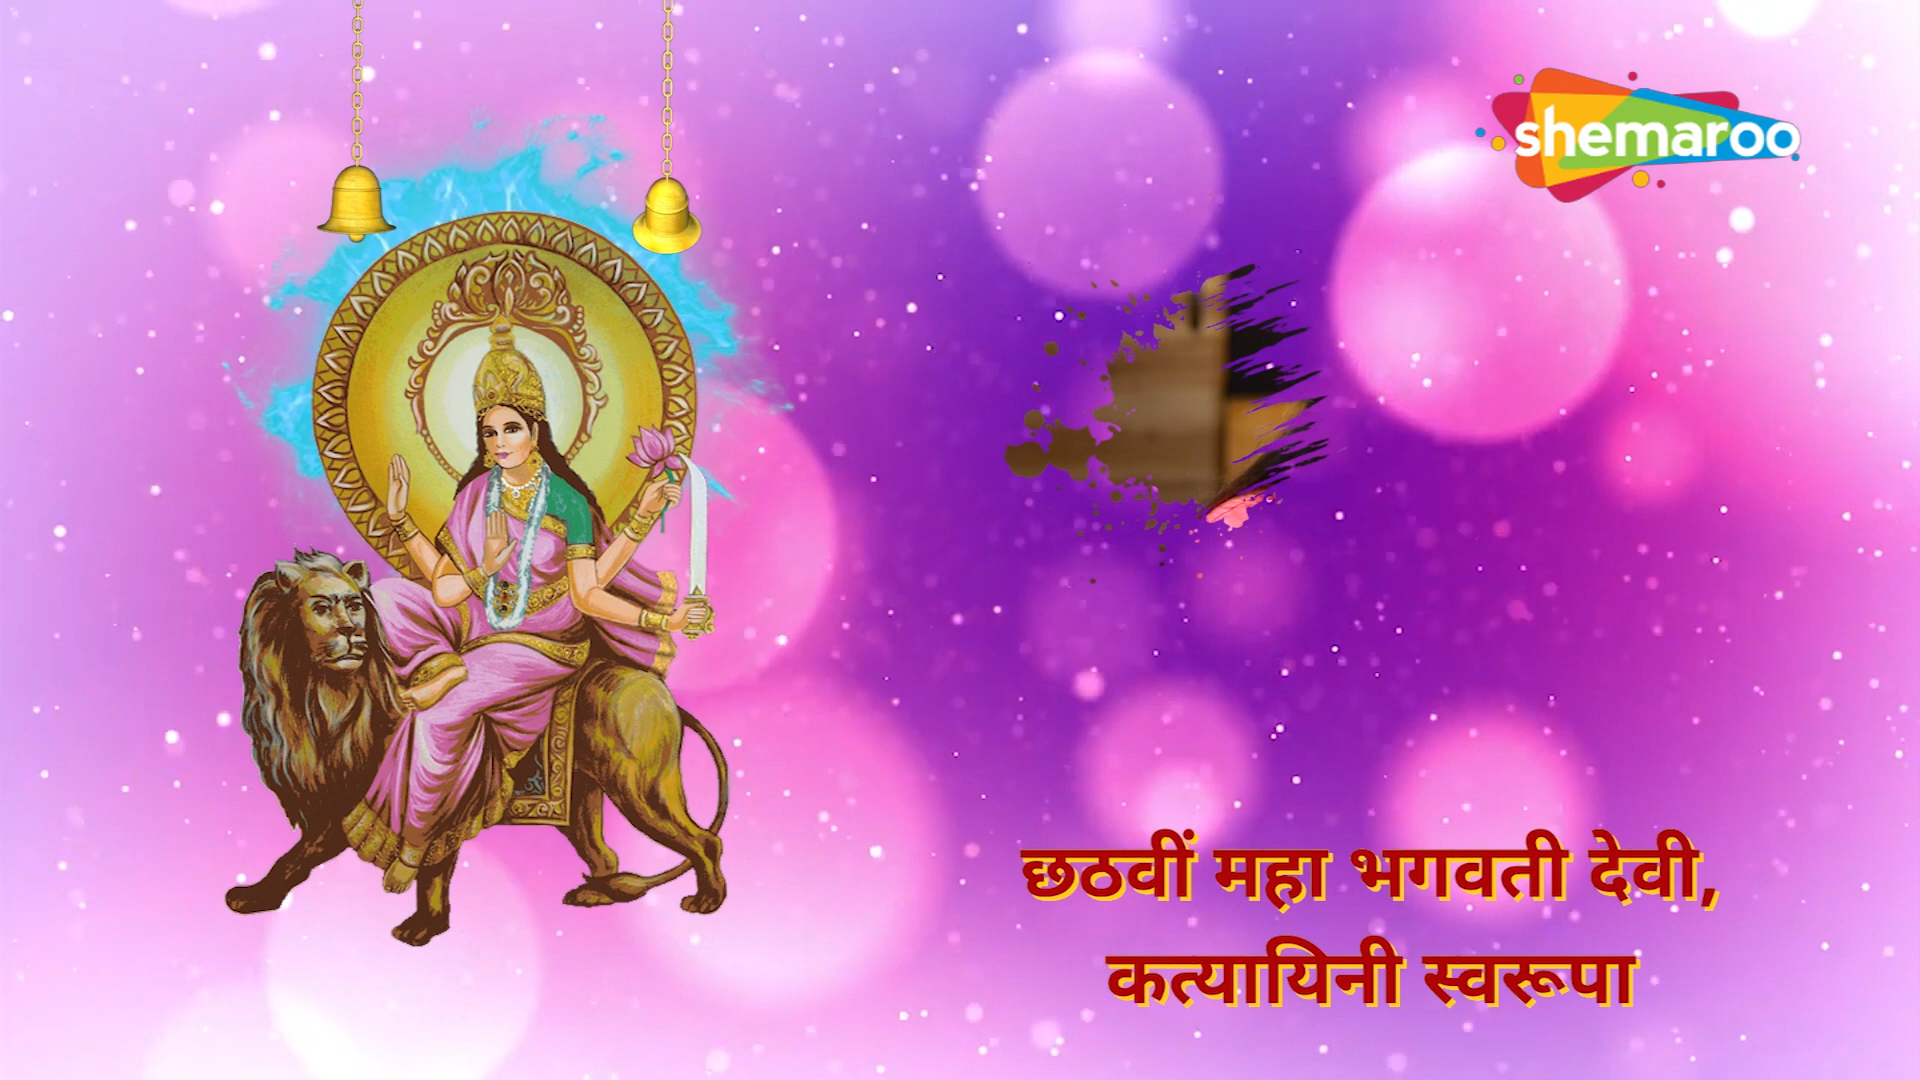 shemaroo
छठवीं महा भगवती देवी,
कत्यायिनी स्वरूपा